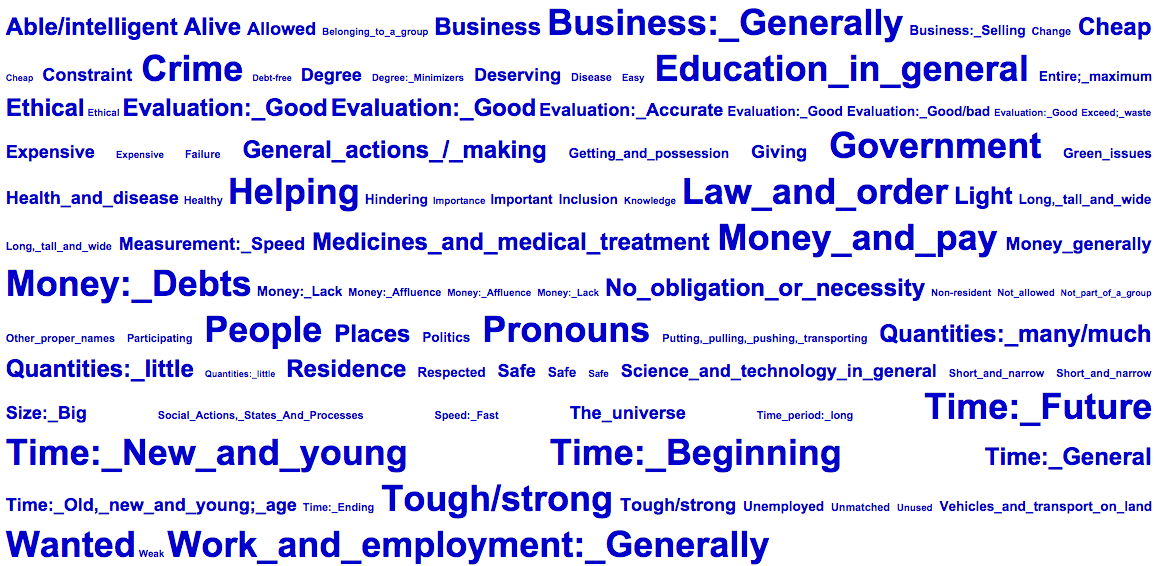 Able/intelligent Alive Allowed Belonging_to_a_group Business Business:_Generally Business:_Selling Change Cheap
Cheap Constraint Crime Debt-free Degree Degree:_Minimizers Deserving Disease Easy Education_in_general Entire;_maximum
Ethical Ethical Evaluation:_Good Evaluation:_Good Evaluation:_Accurate Evaluation:_Good Evaluation:_Good/bad Evaluation:_Good Exceed;_waste
Expensive Expensive Failure General_actions_/_making Getting_and_possession Giving Government Green_issues
Health_and_disease Healthy Helping Hindering Importance Important Inclusion Knowledge Law_and_order Light Long,_tall_and_wide
Long,_tall_and_wide Measurement:_Speed Medicines_and_medical_treatment Money_and_pay Money_generally
Money:_Debts Money:_Lack Money:_Affluence Money:_Affluence Money:_Lack No_obligation_or_necessity Non-resident Not_allowed Not_part_of_a_group
Other_proper_names Participating People Places Politics Pronouns Putting,_pulling,_pushing,_transporting Quantities:_many/much
Quantities:_little Quantities:_little Residence Respected Safe Safe Safe Science_and_technology_in_general Short_and_narrow Short_and_narrow
Size:_Big Social_Actions,_States_And_Processes Speed:_Fast The_universe Time_period:_long Time:_Future
Time:_New_and_young Time:_Beginning Time:_General
Time:_Old,_new_and_young;_age Time:_Ending Tough/strong Tough/strong Unemployed Unmatched Unused Vehicles_and_transport_on_land
Wanted Weak Work_and_employment:_Generally